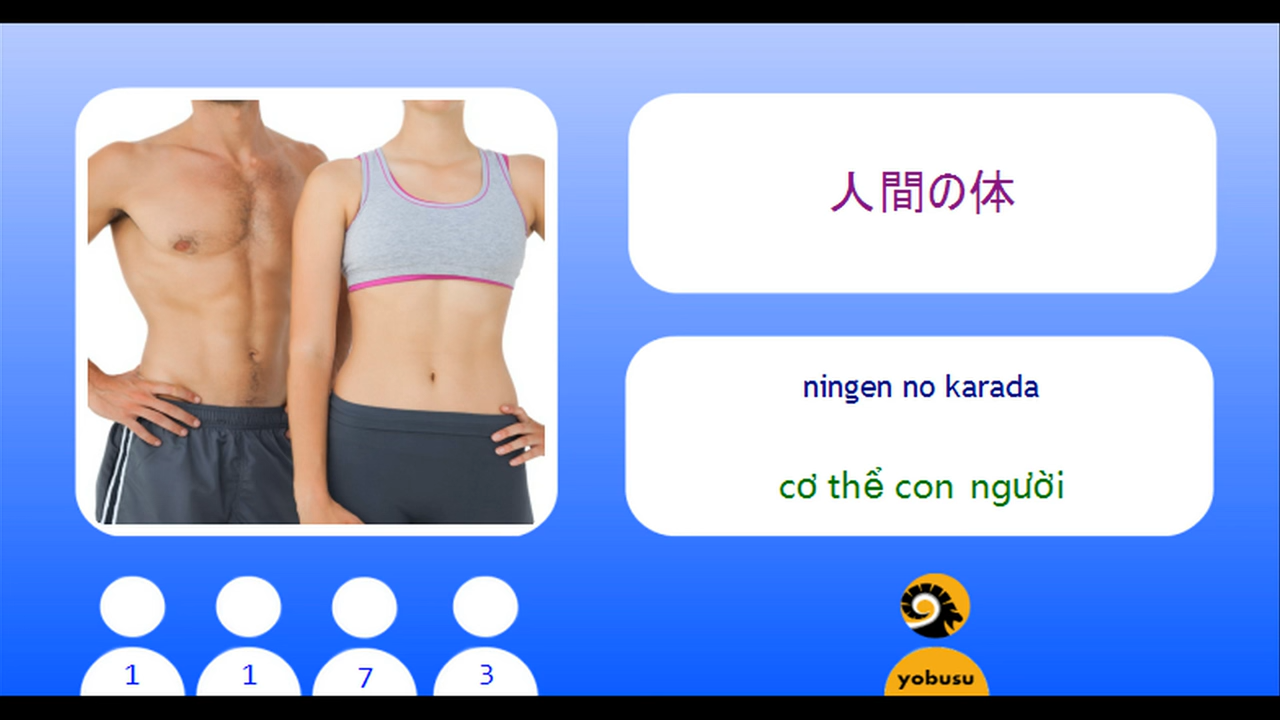 人間の体
ningen no karada
cơ thể con người
1 1 7 3
yobusu